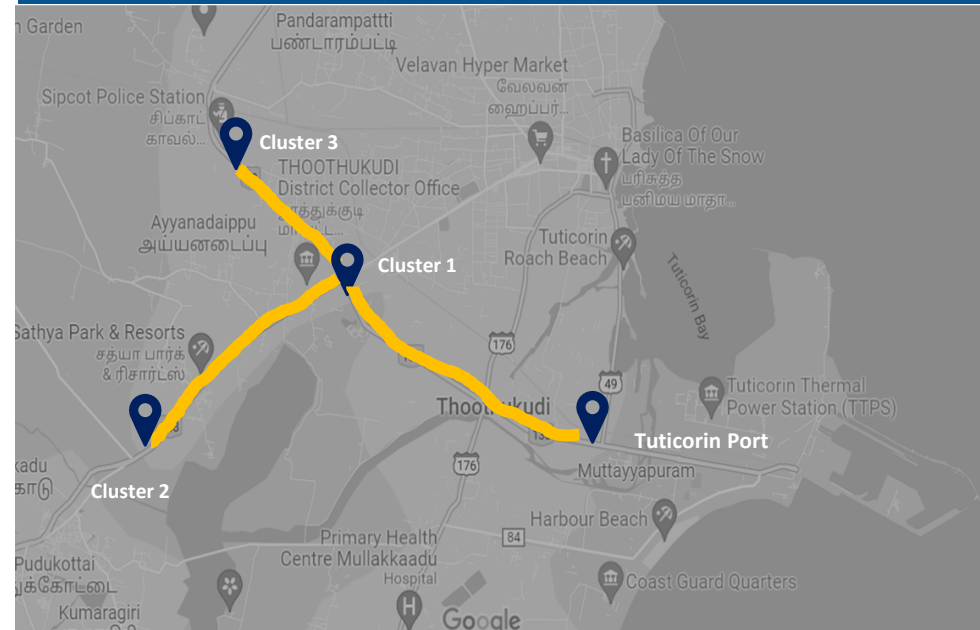 n Garden
Pandarampattti
பண்டாரம்பட்டி
Velavan Hyper Market
வேலவன்
ஹைப்பர்...
Sipcot Police Station
சிப்காட்
காவல்...
Cluster 3
Basilica Of Our
Lady Of The Snow
பரிசுத்த
பனிமய மாதா...
THOOTHUKUDI
District Collector Office
Ayyanadaippu
அய்யனடைப்பு
Tuticorin
Roach Beach
Cluster 1
Tuticorin Bay
Sathya Park & Resorts
சத்யா பார்க்
& ரிசார்ட்ஸ்
176
49
Tuticorin Thermal
Power Station (TTPS)
Thoothukudi
Tuticorin Port
176
Muttayyapuram
Cluster 2
Harbour Beach
84
Primary Health
Centre Mullakkaadu
Hospital
Pudukottai
Coast Guard Quarters
Kumaragiri
H
Google